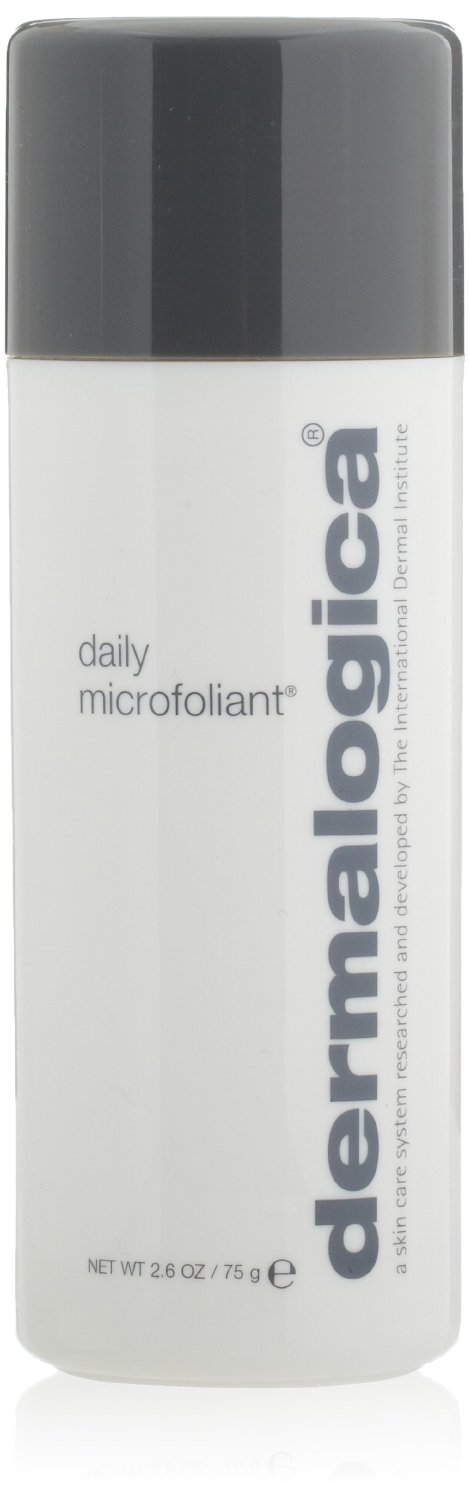 daily
microfoliant®
dermalogica®
a skin care system researched and developed by The International Dermal Institute
NET WT 2.6 OZ / 75 g ℮